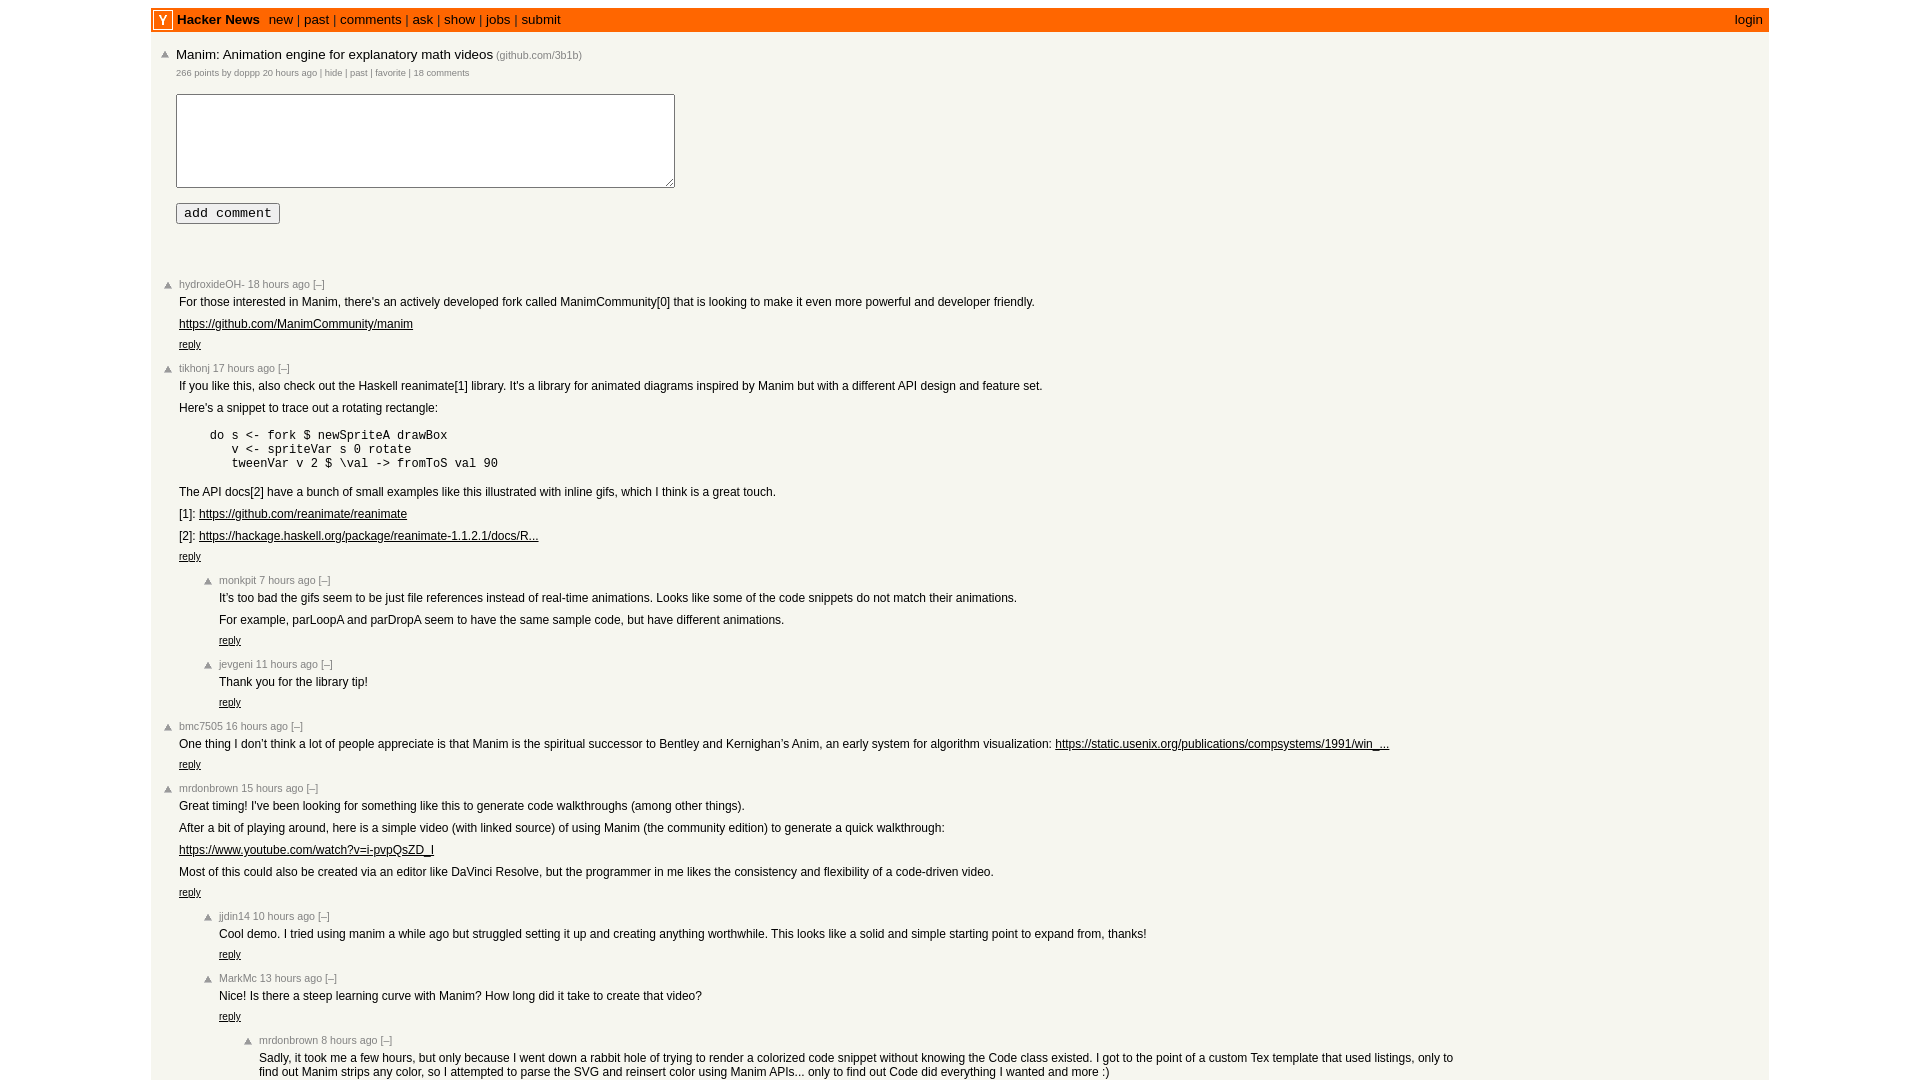 Y Hacker News new | past | comments | ask | show | jobs | submit login
Manim: Animation engine for explanatory math videos (github.com/3b1b)
266 points by doppp 20 hours ago | hide | past | favorite | 18 comments
add comment
hydroxideOH- 18 hours ago [–]
For those interested in Manim, there's an actively developed fork called ManimCommunity[0] that is looking to make it even more powerful and developer friendly.
https://github.com/ManimCommunity/manim
reply
tikhonj 17 hours ago [–]
If you like this, also check out the Haskell reanimate[1] library. It's a library for animated diagrams inspired by Manim but with a different API design and feature set.
Here's a snippet to trace out a rotating rectangle:
do s <- fork $ newSpriteA drawBox
v <- spriteVar s 0 rotate
tweenVar v 2 $ \val -> fromToS val 90
The API docs[2] have a bunch of small examples like this illustrated with inline gifs, which I think is a great touch.
[1]: https://github.com/reanimate/reanimate
[2]: https://hackage.haskell.org/package/reanimate-1.1.2.1/docs/R...
reply
monkpit 7 hours ago [–]
It’s too bad the gifs seem to be just file references instead of real-time animations. Looks like some of the code snippets do not match their animations.
For example, parLoopA and parDropA seem to have the same sample code, but have different animations.
reply
jevgeni 11 hours ago [–]
Thank you for the library tip!
reply
bmc7505 16 hours ago [–]
One thing I don’t think a lot of people appreciate is that Manim is the spiritual successor to Bentley and Kernighan’s Anim, an early system for algorithm visualization: https://static.usenix.org/publications/compsystems/1991/win_...
reply
mrdonbrown 15 hours ago [–]
Great timing! I've been looking for something like this to generate code walkthroughs (among other things).
After a bit of playing around, here is a simple video (with linked source) of using Manim (the community edition) to generate a quick walkthrough:
https://www.youtube.com/watch?v=i-pvpQsZD_I
Most of this could also be created via an editor like DaVinci Resolve, but the programmer in me likes the consistency and flexibility of a code-driven video.
reply
jjdin14 10 hours ago [–]
Cool demo. I tried using manim a while ago but struggled setting it up and creating anything worthwhile. This looks like a solid and simple starting point to expand from, thanks!
reply
MarkMc 13 hours ago [–]
Nice! Is there a steep learning curve with Manim? How long did it take to create that video?
reply
mrdonbrown 8 hours ago [–]
Sadly, it took me a few hours, but only because I went down a rabbit hole of trying to render a colorized code snippet without knowing the Code class existed. I got to the point of a custom Tex template that used listings, only to
find out Manim strips any color, so I attempted to parse the SVG and reinsert color using Manim APIs... only to find out Code did everything I wanted and more :)